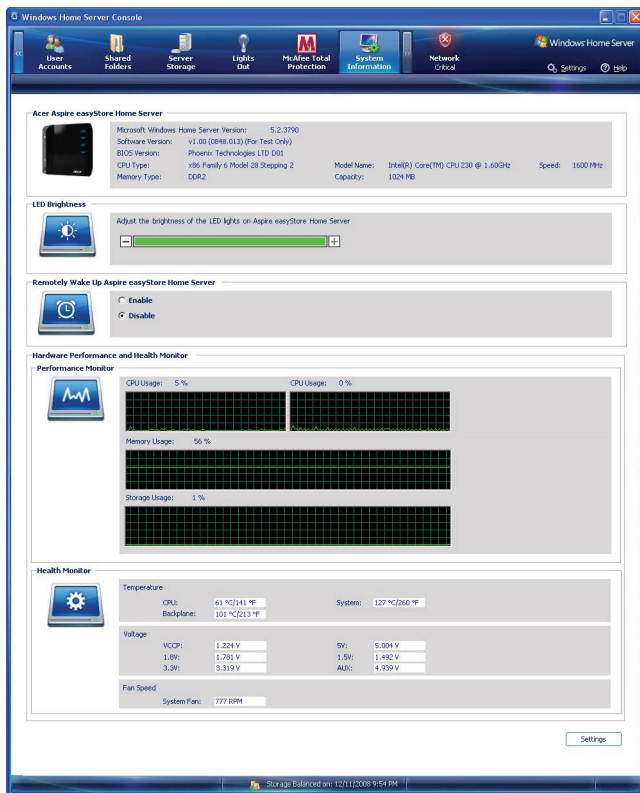 Windows Home Server Console
User Accounts
Shared Folders
Server Storage
Lights Out
McAfee Total Protection
System Information
Network Critical
Windows Home Server
Settings
Help
Acer Aspire easyStore Home Server
Microsoft Windows Home Server Version: 5.2.3790
Software Version: v1.00 (0848.013) (For Test Only)
BIOS Version: Phoenix Technologies LTD D01
CPU Type: x86 Family 6 Model 28 Stepping 2 Model Name: Intel(R) Core(TM) CPU 230 @ 1.60GHz Speed: 1600 MHz
Memory Type: DDR2 Capacity: 1024 MB
acer
LED Brightness
Adjust the brightness of the LED lights on Aspire easyStore Home Server
Remotely Wake Up Aspire easyStore Home Server
Enable
Disable
Hardware Performance and Health Monitor
Performance Monitor
CPU Usage: 5 % CPU Usage: 0 %
Memory Usage: 56 %
Storage Usage: 1 %
Health Monitor
Temperature
CPU: 61 °C/141 °F System: 127 °C/260 °F
Backplane: 101 °C/213 °F
Voltage
VCCP: 1.224 V 5V: 5.004 V
1.8V: 1.781 V 1.5V: 1.492 V
3.3V: 3.319 V AUX: 4.939 V
Fan Speed
System Fan: 777 RPM
Settings
Storage Balanced on: 12/11/2008 9:54 PM